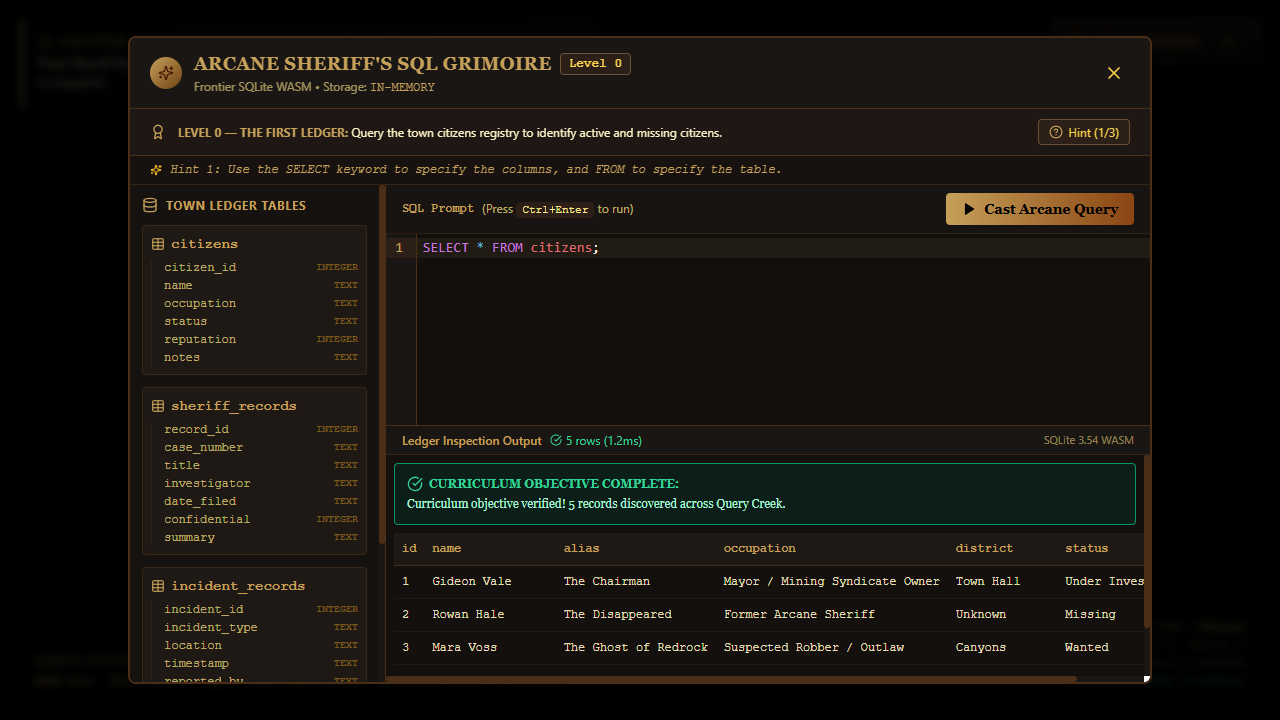 ARCANE SHERIFF'S SQL GRIMOIRE Level 0
Frontier SQLite WASM • Storage: IN-MEMORY
LEVEL 0 — THE FIRST LEDGER: Query the town citizens registry to identify active and missing citizens.
Hint (1/3)
Hint 1: Use the SELECT keyword to specify the columns, and FROM to specify the table.
TOWN LEDGER TABLES
citizens
citizen_id INTEGER
name TEXT
occupation TEXT
status TEXT
reputation INTEGER
notes TEXT
sheriff_records
record_id INTEGER
case_number TEXT
title TEXT
investigator TEXT
date_filed TEXT
confidential INTEGER
summary TEXT
incident_records
incident_id INTEGER
incident_type TEXT
location TEXT
timestamp TEXT
reported_by TEXT
SQL Prompt (Press Ctrl+Enter to run)
Cast Arcane Query
1 SELECT * FROM citizens;
Ledger Inspection Output 5 rows (1.2ms)
SQLite 3.54 WASM
CURRICULUM OBJECTIVE COMPLETE:
Curriculum objective verified! 5 records discovered across Query Creek.
id name alias occupation district status
1 Gideon Vale The Chairman Mayor / Mining Syndicate Owner Town Hall Under Inves
2 Rowan Hale The Disappeared Former Arcane Sheriff Unknown Missing
3 Mara Voss The Ghost of Redrock Suspected Robber / Outlaw Canyons Wanted